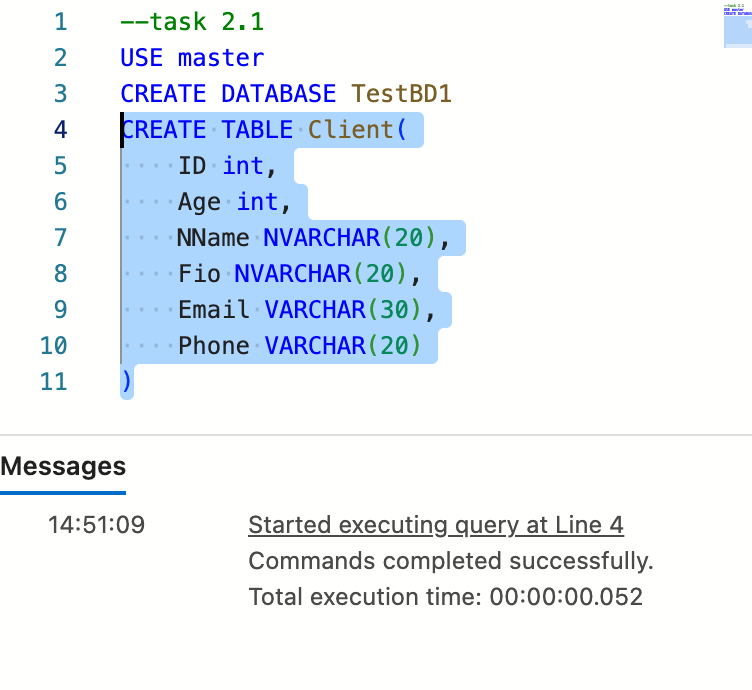 1 --task 2.1
2 USE master
3 CREATE DATABASE TestBD1
4 CREATE TABLE Client(
5     ID int,
6     Age int,
7     NName NVARCHAR(20),
8     Fio NVARCHAR(20),
9     Email VARCHAR(30),
10     Phone VARCHAR(20)
11 )
Messages
14:51:09 Started executing query at Line 4
Commands completed successfully.
Total execution time: 00:00:00.052